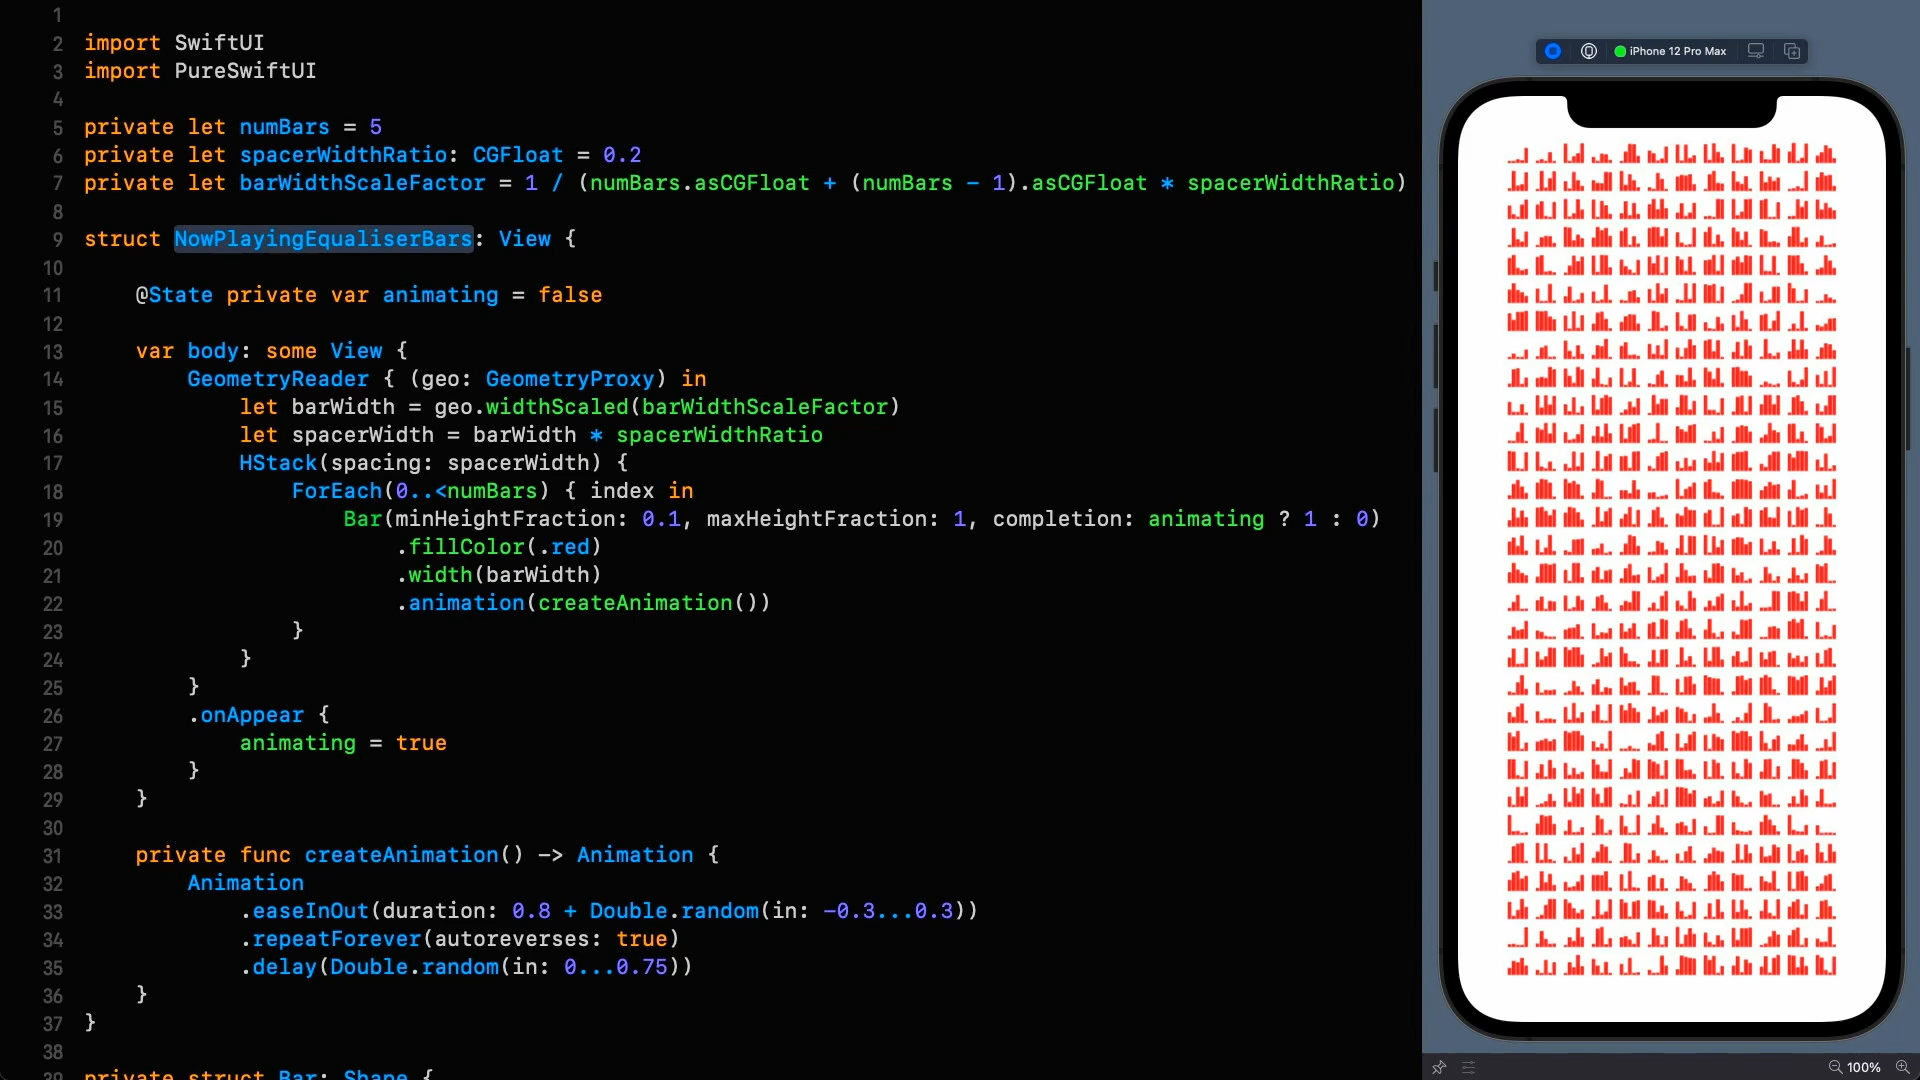 1
2 import SwiftUI
3 import PureSwiftUI
4
5 private let numBars = 5
6 private let spacerWidthRatio: CGFloat = 0.2
7 private let barWidthScaleFactor = 1 / (numBars.asCGFloat + (numBars - 1).asCGFloat * spacerWidthRatio)
8
9 struct NowPlayingEqualiserBars: View {
10
11     @State private var animating = false
12
13     var body: some View {
14         GeometryReader { (geo: GeometryProxy) in
15             let barWidth = geo.widthScaled(barWidthScaleFactor)
16             let spacerWidth = barWidth * spacerWidthRatio
17             HStack(spacing: spacerWidth) {
18                 ForEach(0..<numBars) { index in
19                     Bar(minHeightFraction: 0.1, maxHeightFraction: 1, completion: animating ? 1 : 0)
20                         .fillColor(.red)
21                         .width(barWidth)
22                         .animation(createAnimation())
23                 }
24             }
25         }
26         .onAppear {
27             animating = true
28         }
29     }
30
31     private func createAnimation() -> Animation {
32         Animation
33             .easeInOut(duration: 0.8 + Double.random(in: -0.3...0.3))
34             .repeatForever(autoreverses: true)
35             .delay(Double.random(in: 0...0.75))
36     }
37 }
38
39 private struct Bar: Shape {
iPhone 12 Pro Max
100%